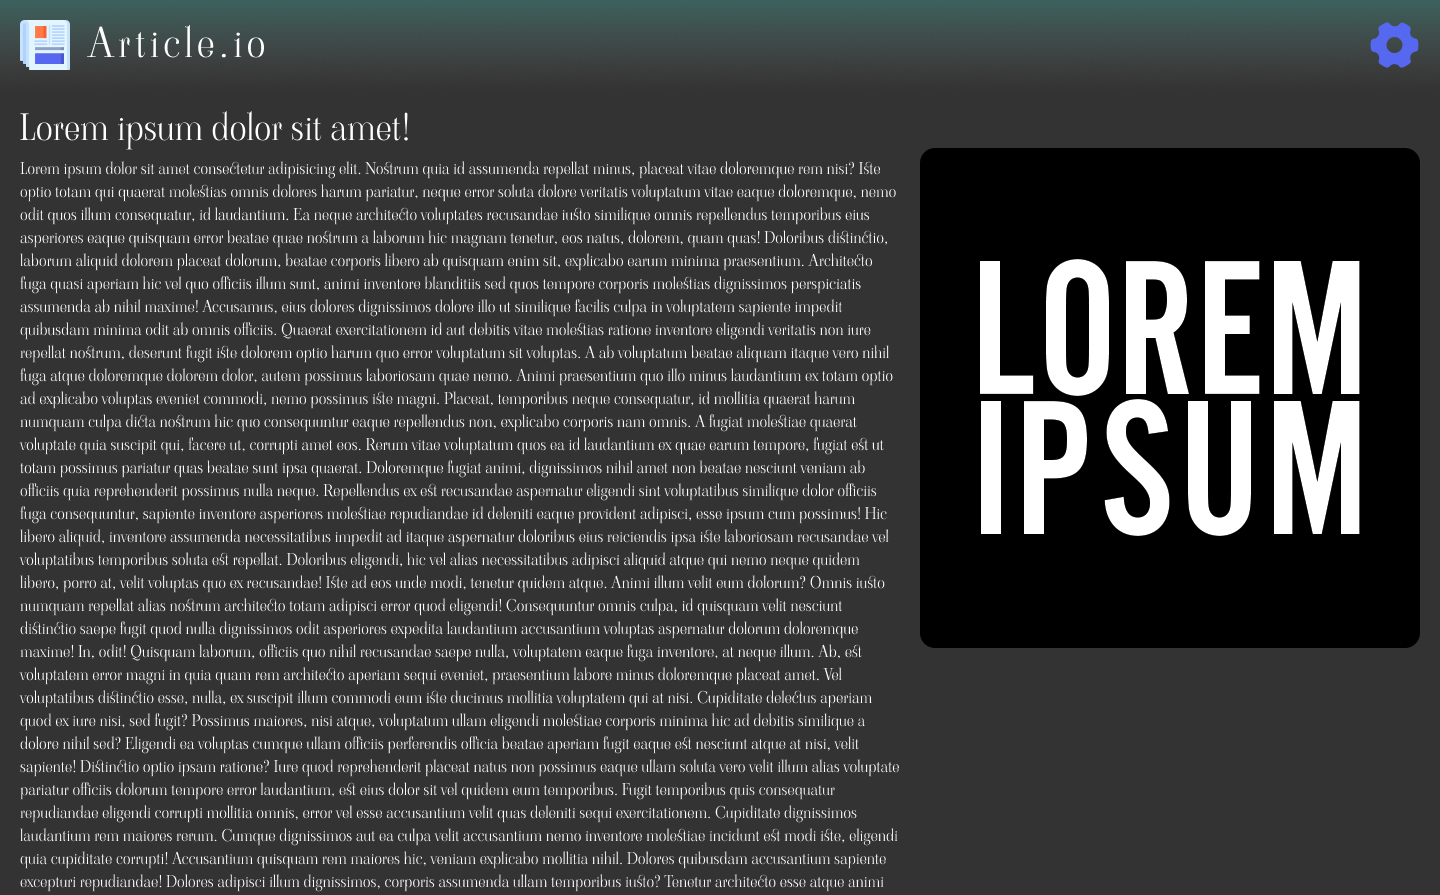 Article.io
Lorem ipsum dolor sit amet!
Lorem ipsum dolor sit amet consectetur adipisicing elit. Nostrum quia id assumenda repellat minus, placeat vitae doloremque rem nisi? Iste
optio totam qui quaerat molestias omnis dolores harum pariatur, neque error soluta dolore veritatis voluptatum vitae eaque doloremque, nemo
odit quos illum consequatur, id laudantium. Ea neque architecto voluptates recusandae iusto similique omnis repellendus temporibus eius
asperiores eaque quisquam error beatae quae nostrum a laborum hic magnam tenetur, eos natus, dolorem, quam quas! Doloribus distinctio,
laborum aliquid dolorem placeat dolorum, beatae corporis libero ab quisquam enim sit, explicabo earum minima praesentium. Architecto
fuga quasi aperiam hic vel quo officiis illum sunt, animi inventore blanditiis sed quos tempore corporis molestias dignissimos perspiciatis
assumenda ab nihil maxime! Accusamus, eius dolores dignissimos dolore illo ut similique facilis culpa in voluptatem sapiente impedit
quibusdam minima odit ab omnis officiis. Quaerat exercitationem id aut debitis vitae molestias ratione inventore eligendi veritatis non iure
repellat nostrum, deserunt fugit iste dolorem optio harum quo error voluptatum sit voluptas. A ab voluptatum beatae aliquam itaque vero nihil
fuga atque doloremque dolorem dolor, autem possimus laboriosam quae nemo. Animi praesentium quo illo minus laudantium ex totam optio
ad explicabo voluptas eveniet commodi, nemo possimus iste magni. Placeat, temporibus neque consequatur, id mollitia quaerat harum
numquam culpa dicta nostrum hic quo consequuntur eaque repellendus non, explicabo corporis nam omnis. A fugiat molestiae quaerat
voluptate quia suscipit qui, facere ut, corrupti amet eos. Rerum vitae voluptatum quos ea id laudantium ex quae earum tempore, fugiat est ut
totam possimus pariatur quas beatae sunt ipsa quaerat. Doloremque fugiat animi, dignissimos nihil amet non beatae nesciunt veniam ab
officiis quia reprehenderit possimus nulla neque. Repellendus ex est recusandae aspernatur eligendi sint voluptatibus similique dolor officiis
fuga consequuntur, sapiente inventore asperiores molestiae repudiandae id deleniti eaque provident adipisci, esse ipsum cum possimus! Hic
libero aliquid, inventore assumenda necessitatibus impedit ad itaque aspernatur doloribus eius reiciendis ipsa iste laboriosam recusandae vel
voluptatibus temporibus soluta est repellat. Doloribus eligendi, hic vel alias necessitatibus adipisci aliquid atque qui nemo neque quidem
libero, porro at, velit voluptas quo ex recusandae! Iste ad eos unde modi, tenetur quidem atque. Animi illum velit eum dolorum? Omnis iusto
numquam repellat alias nostrum architecto totam adipisci error quod eligendi! Consequuntur omnis culpa, id quisquam velit nesciunt
distinctio saepe fugit quod nulla dignissimos odit asperiores expedita laudantium accusantium voluptas aspernatur dolorum doloremque
maxime! In, odit! Quisquam laborum, officiis quo nihil recusandae saepe nulla, voluptatem eaque fuga inventore, at neque illum. Ab, est
voluptatem error magni in quia quam rem architecto aperiam sequi eveniet, praesentium labore minus doloremque placeat amet. Vel
voluptatibus distinctio esse, nulla, ex suscipit illum commodi eum iste ducimus mollitia voluptatem qui at nisi. Cupiditate delectus aperiam
quod ex iure nisi, sed fugit? Possimus maiores, nisi atque, voluptatum ullam eligendi molestiae corporis minima hic ad debitis similique a
dolore nihil sed? Eligendi ea voluptas cumque ullam officiis perferendis officia beatae aperiam fugit eaque est nesciunt atque at nisi, velit
sapiente! Distinctio optio ipsam ratione? Iure quod reprehenderit placeat natus non possimus eaque ullam soluta vero velit illum alias voluptate
pariatur officiis dolorum tempore error laudantium, est eius dolor sit vel quidem eum temporibus. Fugit temporibus quis consequatur
repudiandae eligendi corrupti mollitia omnis, error vel esse accusantium velit quas deleniti sequi exercitationem. Cupiditate dignissimos
laudantium rem maiores rerum. Cumque dignissimos aut ea culpa velit accusantium nemo inventore molestiae incidunt est modi iste, eligendi
quia cupiditate corrupti! Accusantium quisquam rem maiores hic, veniam explicabo mollitia nihil. Dolores quibusdam accusantium sapiente
excepturi repudiandae! Dolores adipisci illum dignissimos, corporis assumenda ullam temporibus iusto? Tenetur architecto esse atque animi
LOREM
IPSUM